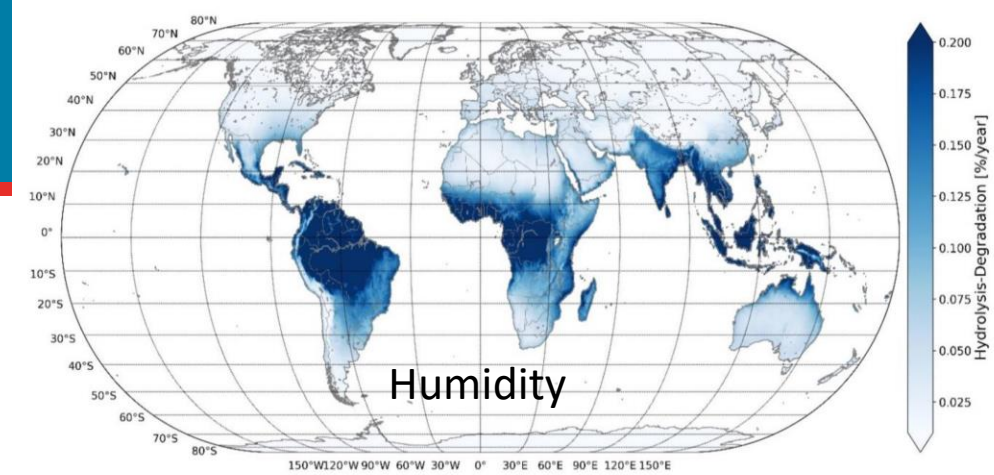 80°N
70°N
60°N
50°N
40°N
30°N
20°N
10°N
0°
10°S
20°S
30°S
40°S
50°S
60°S
70°S
80°S
150°W120°W 90°W 60°W 30°W 0° 30°E 60°E 90°E 120°E 150°E
Humidity
0.200
0.175
0.150
0.125
0.100
0.075
0.050
0.025
Hydrolysis-Degradation [%/year]